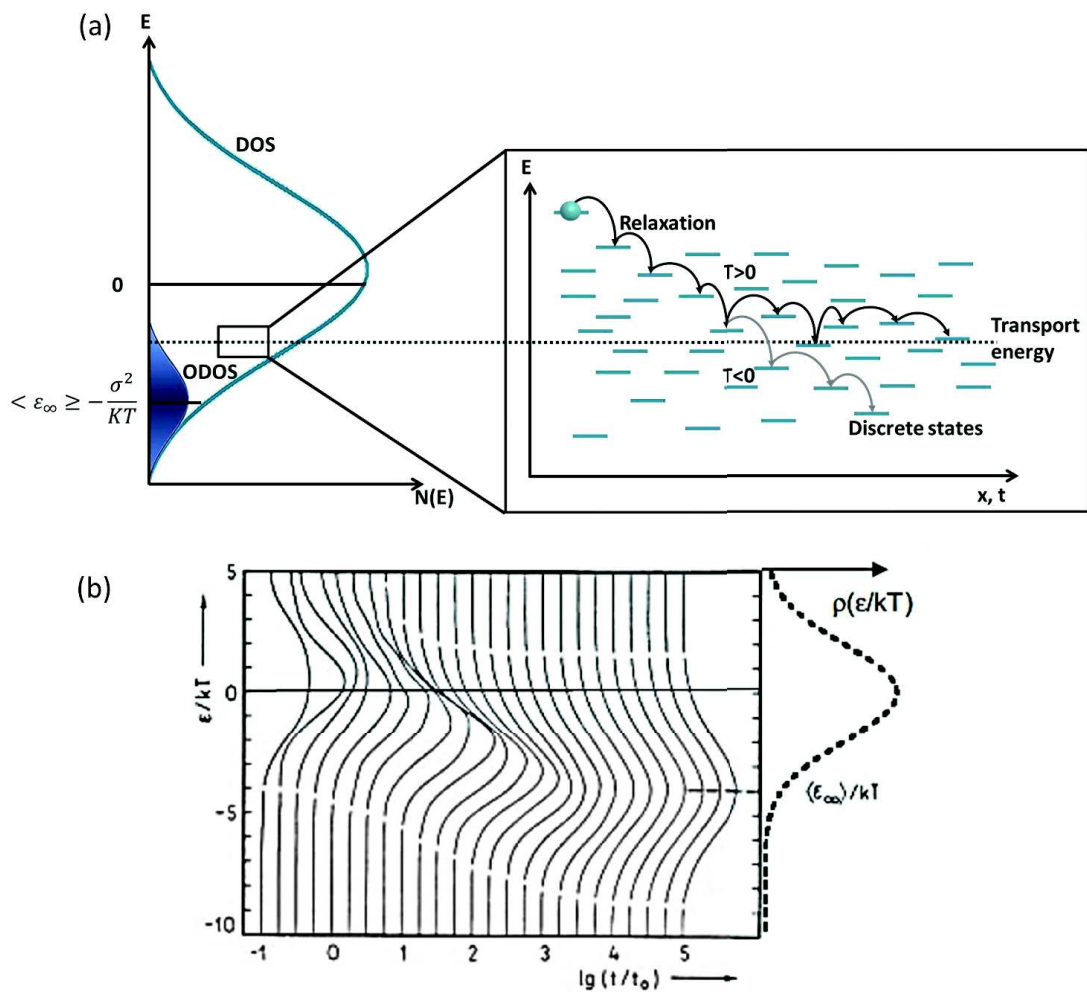 (a)
E
DOS
0
ODOS
< ε∞ ≥ - σ²/KT
N(E)
E
Relaxation
T>0
Transport
energy
T<0
Discrete states
x, t
(b)
5
0
-5
-10
ε/kT
ρ(ε/kT)
⟨ε∞⟩/kT
-1 0 1 2 3 4 5
lg (t/t₀)